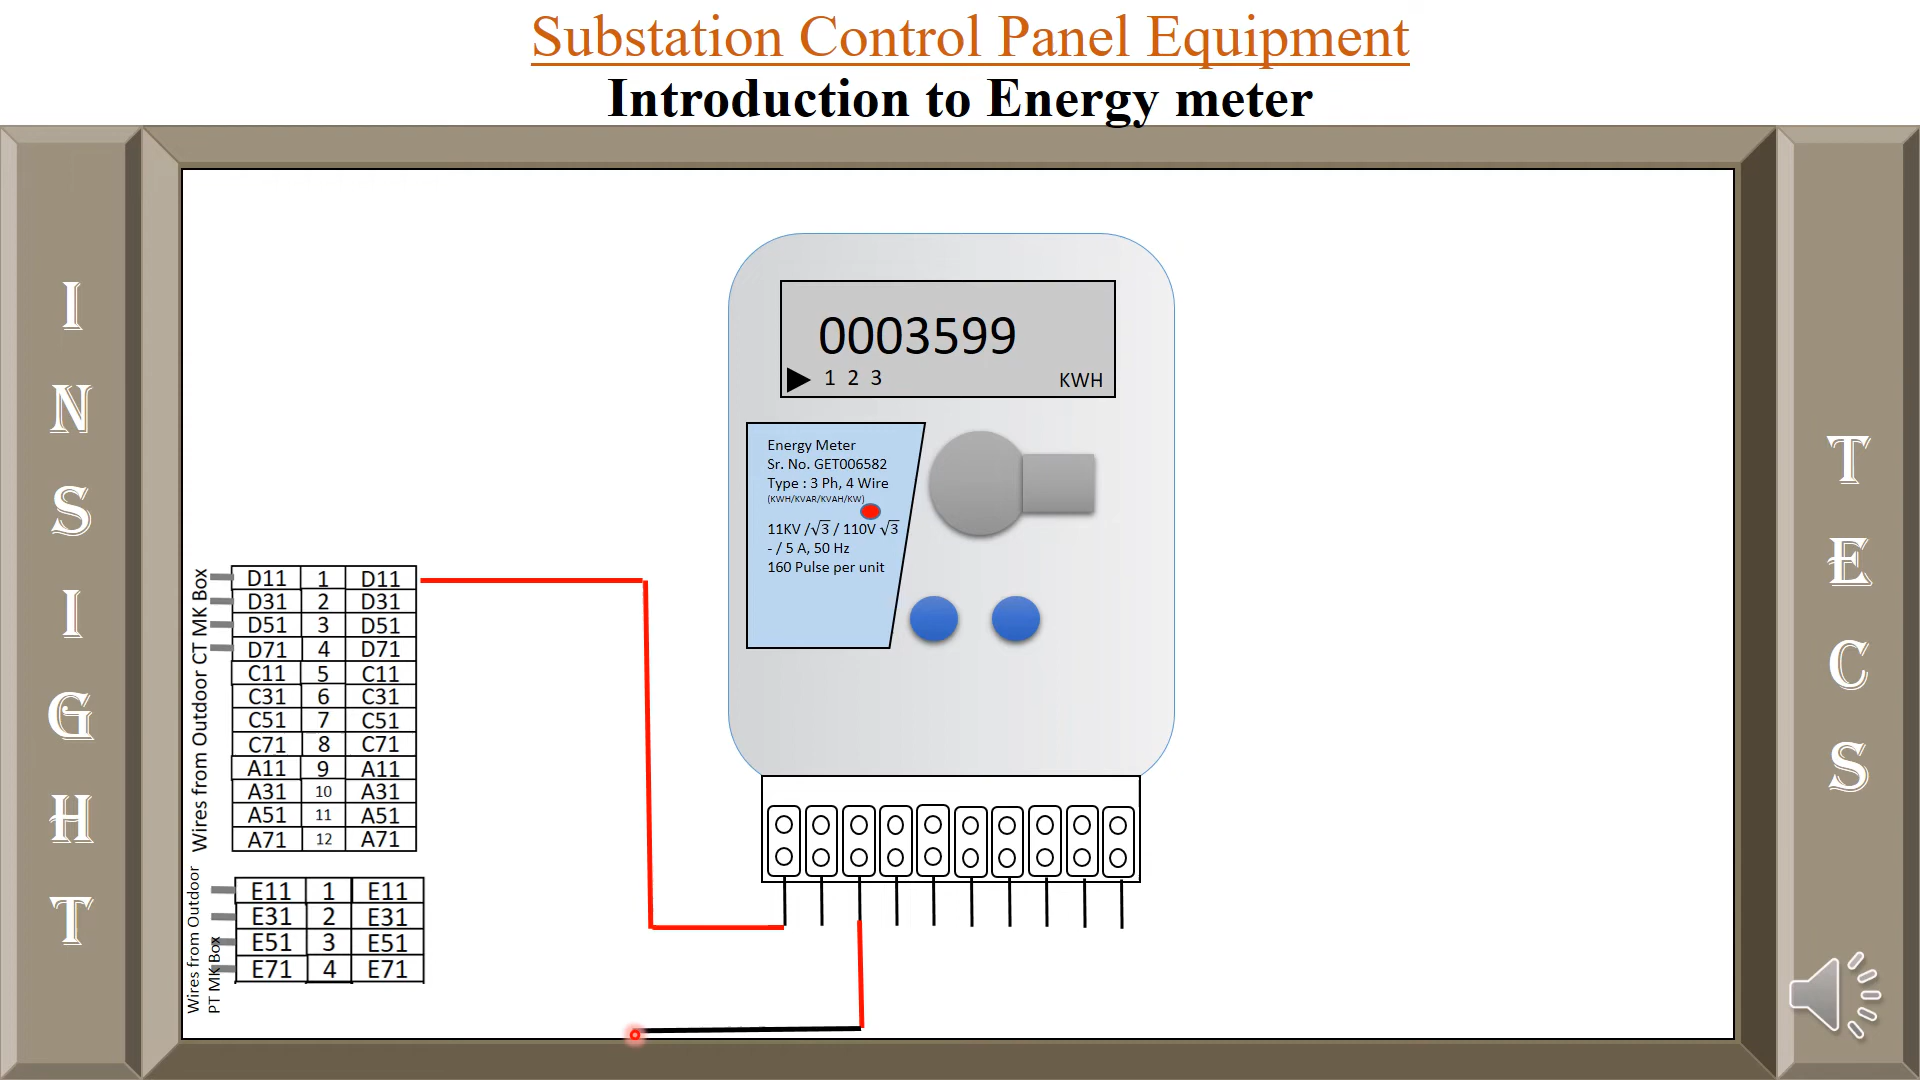 Substation Control Panel Equipment
Introduction to Energy meter
INSIGHT
TECS
0003599
1 2 3 KWH
Energy Meter
Sr. No. GET006582
Type : 3 Ph, 4 Wire
(KWH/KVAR/KVAH/KW)
11KV /√3 / 110V √3
- / 5 A, 50 Hz
160 Pulse per unit
Wires from Outdoor CT MK Box
D11 1 D11
D31 2 D31
D51 3 D51
D71 4 D71
C11 5 C11
C31 6 C31
C51 7 C51
C71 8 C71
A11 9 A11
A31 10 A31
A51 11 A51
A71 12 A71
Wires from Outdoor
PT MK Box
E11 1 E11
E31 2 E31
E51 3 E51
E71 4 E71